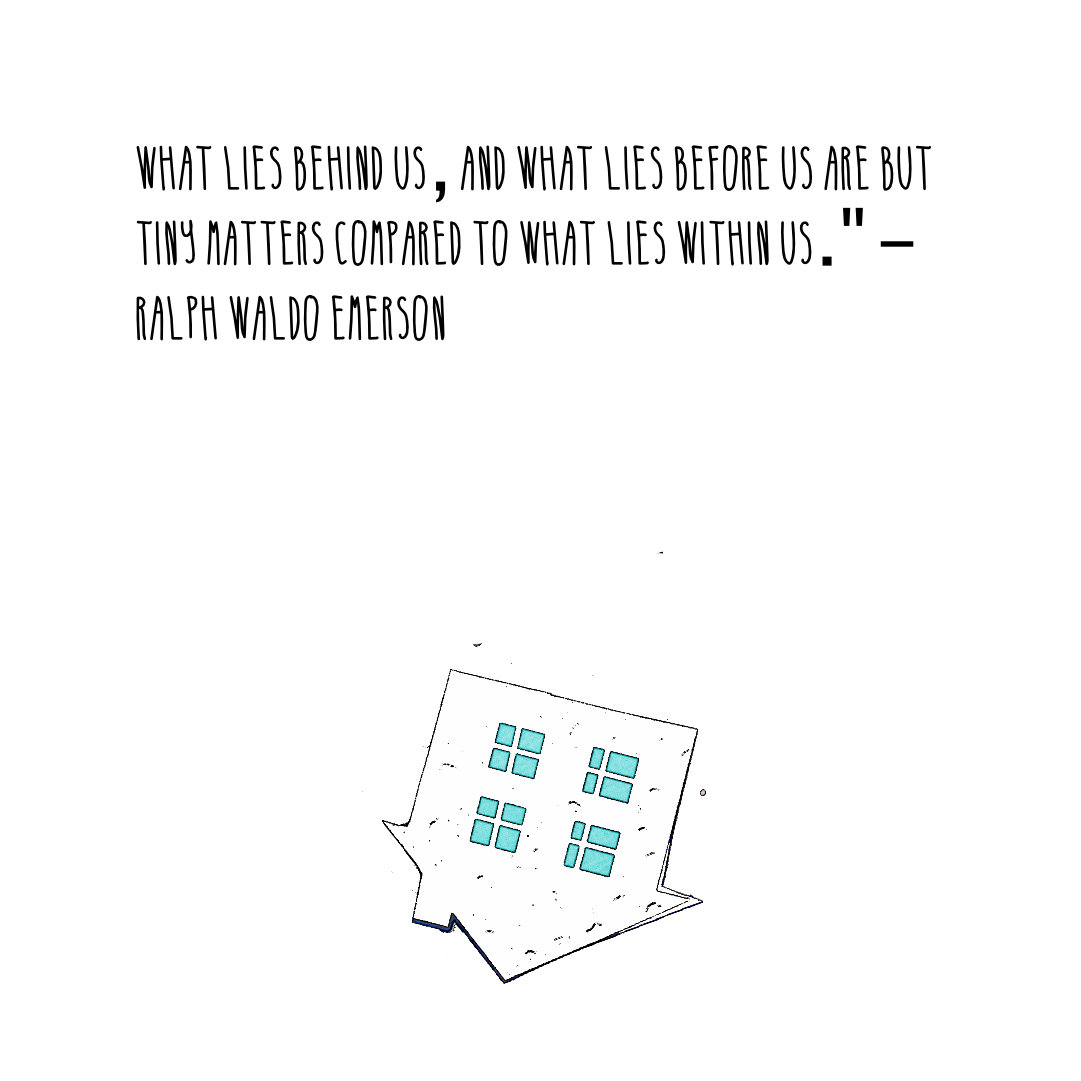 WHAT LIES BEHIND US, AND WHAT LIES BEFORE US ARE BUT
TINY MATTERS COMPARED TO WHAT LIES WITHIN US." –
RALPH WALDO EMERSON